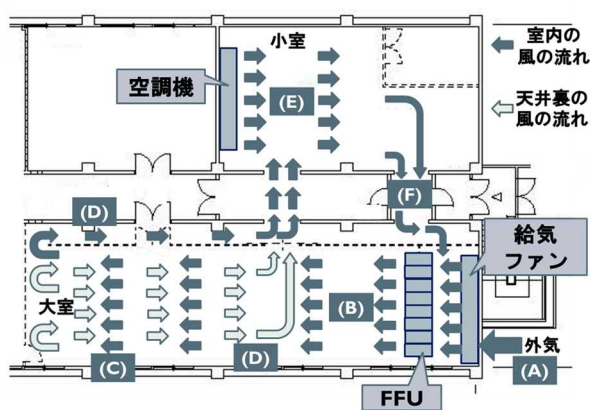 小室
室内の
風の流れ
空調機
天井裏の
風の流れ
(E)
(F)
(D)
給気
ファン
大室
(B)
(C)
(D)
外気
(A)
FFU